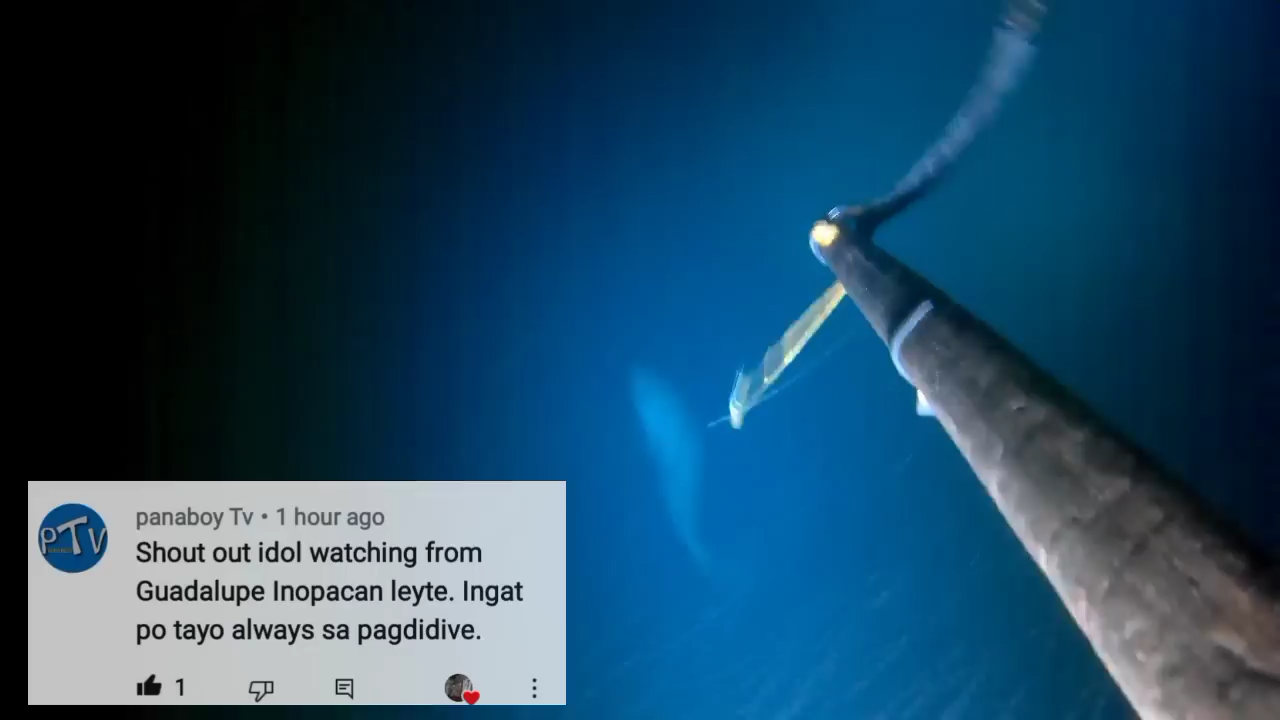 PTV
panaboy Tv • 1 hour ago
Shout out idol watching from
Guadalupe Inopacan leyte. Ingat
po tayo always sa pagdidive.
1